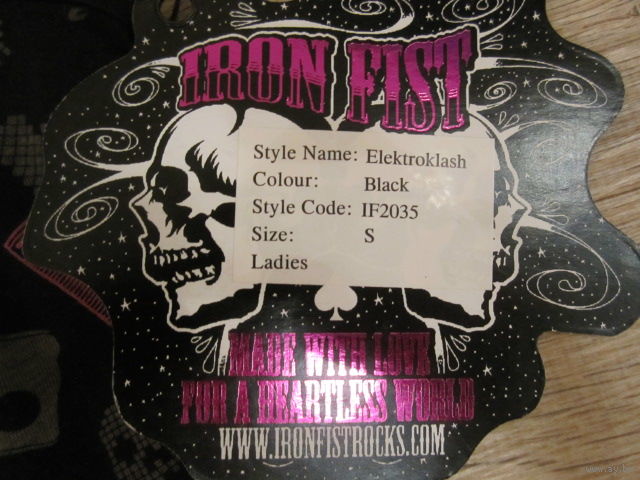 IRON FIST
Style Name: Elektroklash
Colour: Black
Style Code: IF2035
Size: S
Ladies
MADE WITH LOVE
FOR A HEARTLESS WORLD
WWW.IRONFISTROCKS.COM